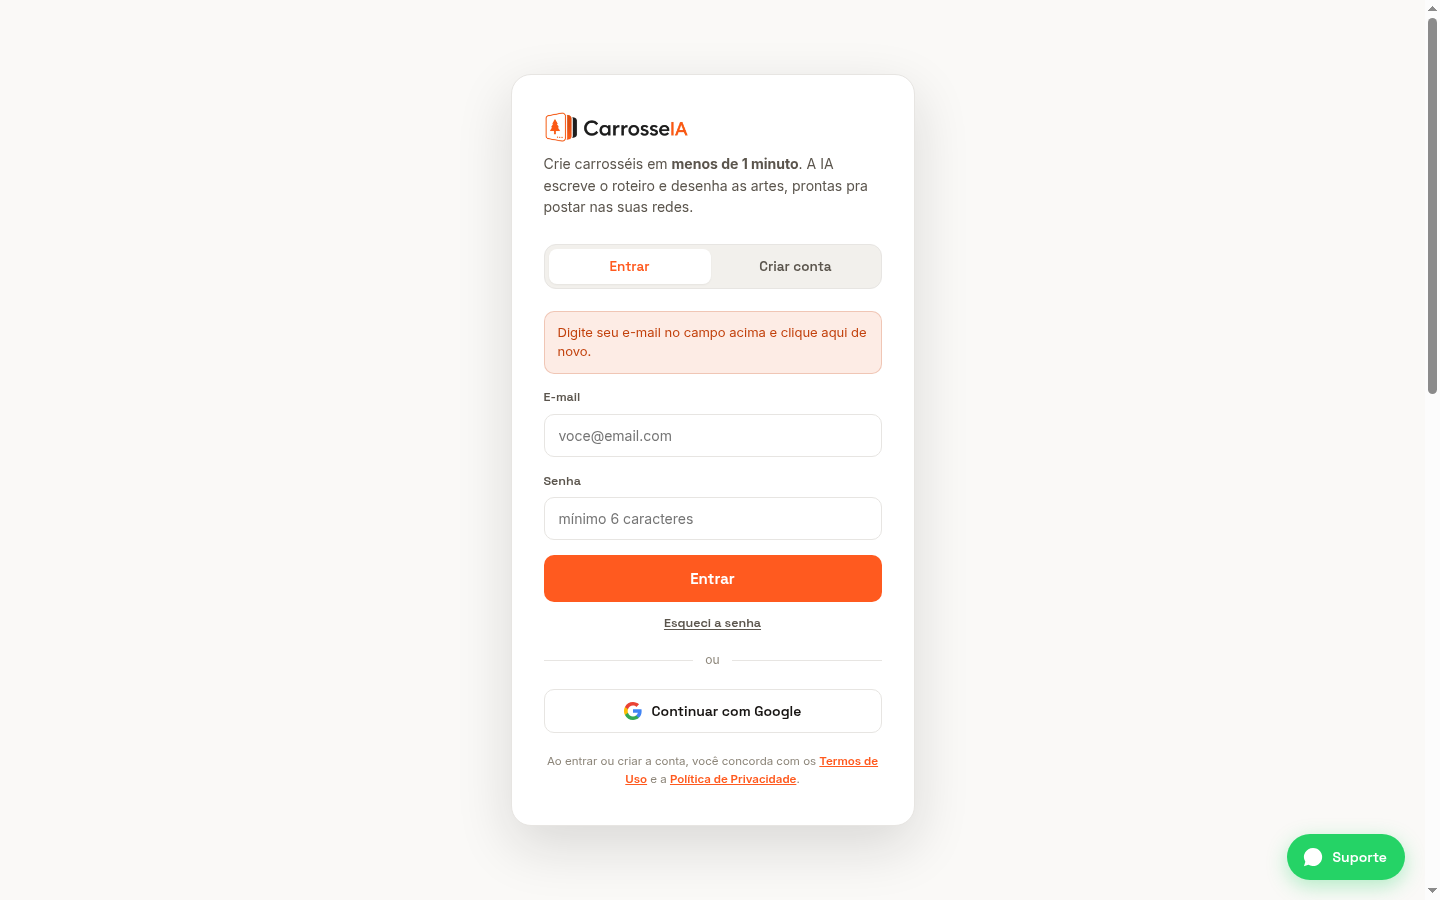 CarrosseIA
Crie carrosséis em menos de 1 minuto. A IA
escreve o roteiro e desenha as artes, prontas pra
postar nas suas redes.
Entrar
Criar conta
Digite seu e-mail no campo acima e clique aqui de
novo.
E-mail
voce@email.com
Senha
mínimo 6 caracteres
Entrar
Esqueci a senha
ou
Continuar com Google
Ao entrar ou criar a conta, você concorda com os Termos de
Uso e a Política de Privacidade.
Suporte